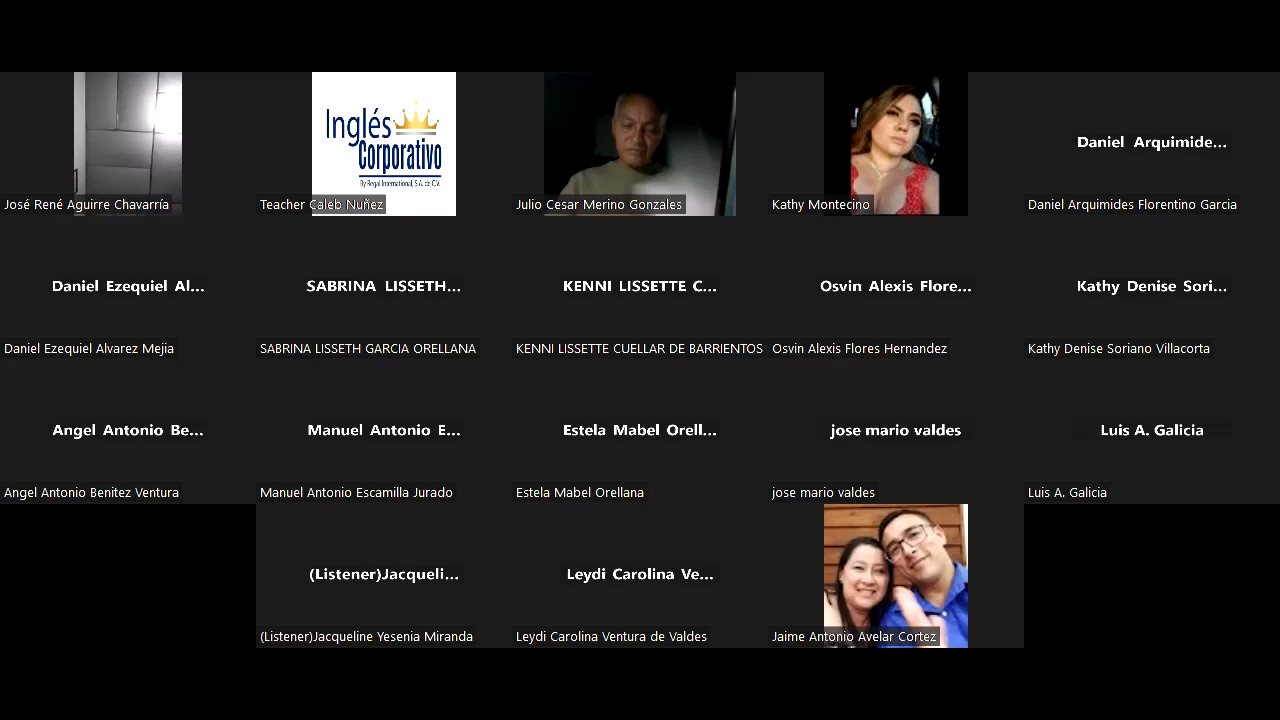 Inglés
Corporativo
By Regal International, S.A. de C.V.
Daniel Arquimide...
José René Aguirre Chavarría
Teacher Caleb Nuñez
Julio Cesar Merino Gonzales
Kathy Montecino
Daniel Arquimides Florentino Garcia
Daniel Ezequiel Al...
SABRINA LISSETH...
KENNI LISSETTE C...
Osvin Alexis Flore...
Kathy Denise Sori...
Daniel Ezequiel Alvarez Mejia
SABRINA LISSETH GARCIA ORELLANA
KENNI LISSETTE CUELLAR DE BARRIENTOS
Osvin Alexis Flores Hernandez
Kathy Denise Soriano Villacorta
Angel Antonio Be...
Manuel Antonio E...
Estela Mabel Orell...
jose mario valdes
Luis A. Galicia
Angel Antonio Benitez Ventura
Manuel Antonio Escamilla Jurado
Estela Mabel Orellana
jose mario valdes
Luis A. Galicia
(Listener)Jacqueli...
Leydi Carolina Ve...
(Listener)Jacqueline Yesenia Miranda
Leydi Carolina Ventura de Valdes
Jaime Antonio Avelar Cortez